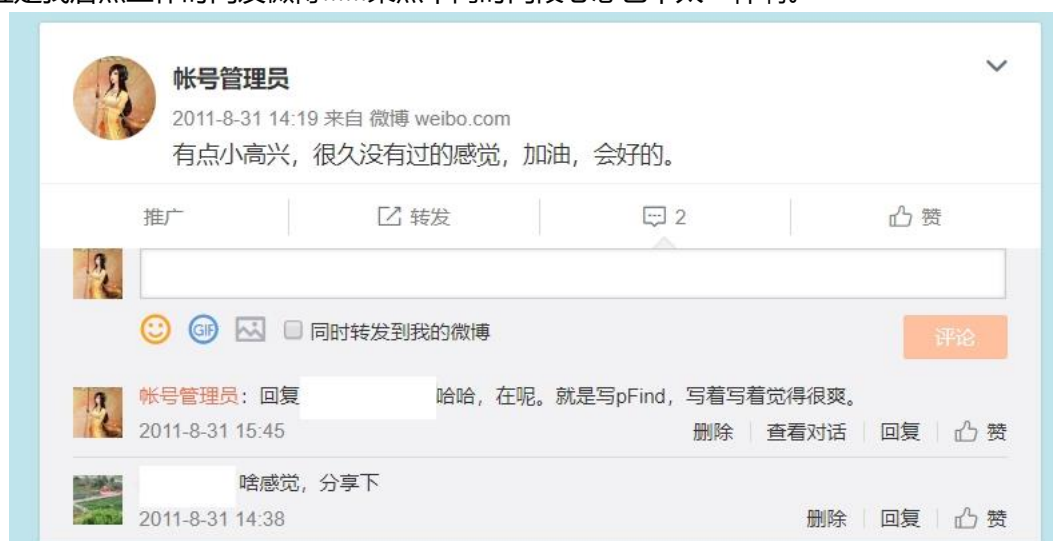 帐号管理员
2011-8-31 14:19 来自 微博 weibo.com
有点小高兴，很久没有过的感觉，加油，会好的。
推广 转发 2 赞
GIF 同时转发到我的微博 评论
帐号管理员：回复 哈哈，在呢。就是写pFind，写着写着觉得很爽。
2011-8-31 15:45 删除 查看对话 回复 赞
啥感觉，分享下
2011-8-31 14:38 删除 回复 赞